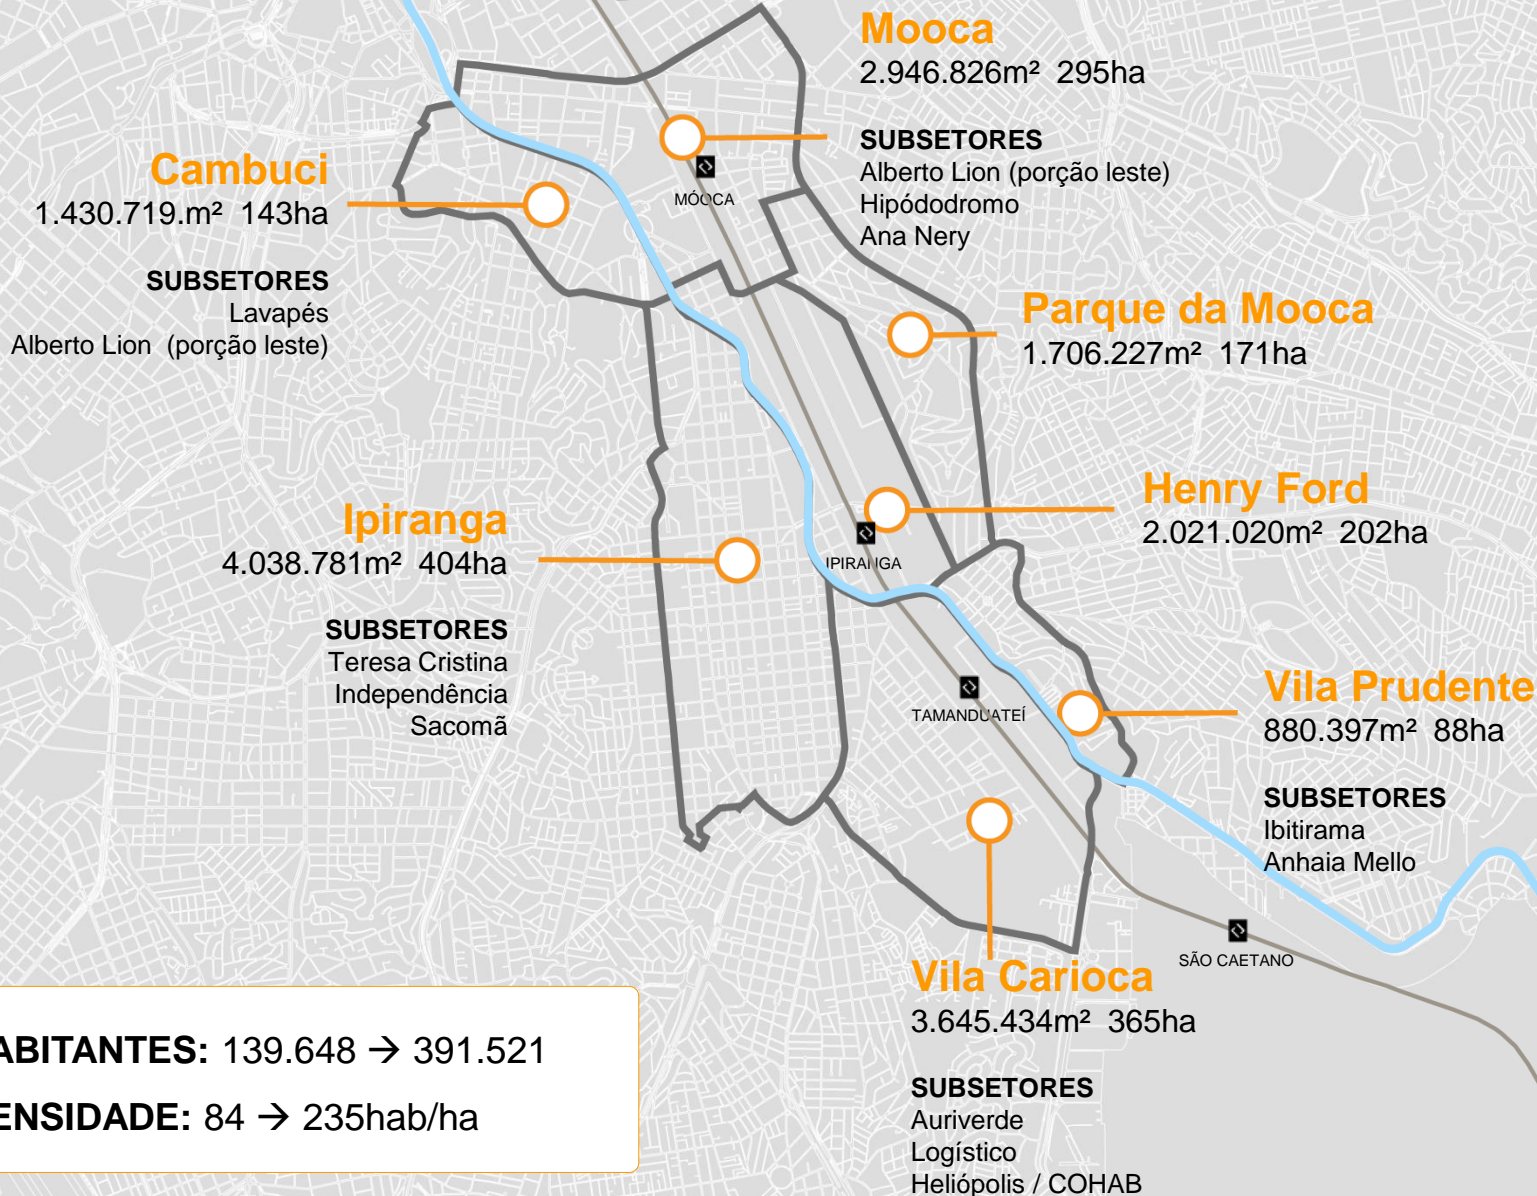 Mooca
2.946.826m² 295ha
SUBSETORES
Alberto Lion (porção leste)
Hipódodromo
Ana Nery
Cambuci
1.430.719.m² 143ha
SUBSETORES
Lavapés
Alberto Lion (porção leste)
MÓOCA
Parque da Mooca
1.706.227m² 171ha
Henry Ford
2.021.020m² 202ha
Ipiranga
4.038.781m² 404ha
SUBSETORES
Teresa Cristina
Independência
Sacomã
IPIRANGA
TAMANDUATEÍ
Vila Prudente
880.397m² 88ha
SUBSETORES
Ibitirama
Anhaia Mello
SÃO CAETANO
Vila Carioca
3.645.434m² 365ha
SUBSETORES
Auriverde
Logístico
Heliópolis / COHAB
ABITANTES: 139.648 → 391.521
ENSIDADE: 84 → 235hab/ha